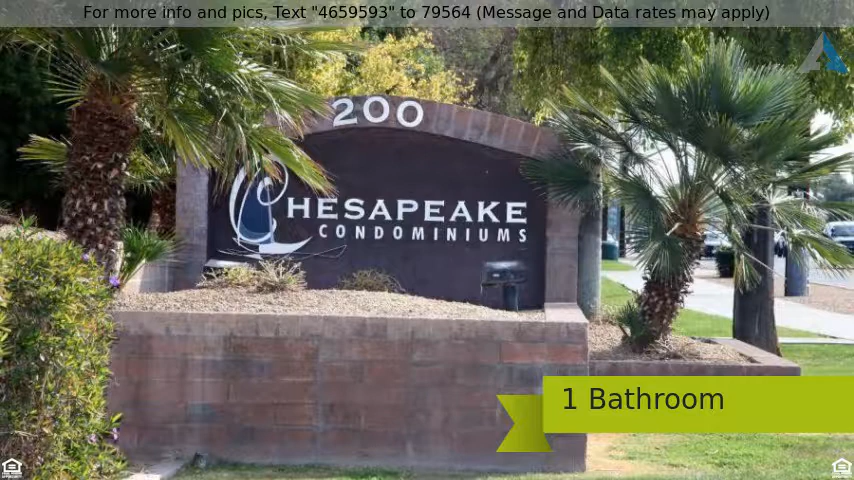 For more info and pics, Text "4659593" to 79564 (Message and Data rates may apply)
200
CHESAPEAKE
CONDOMINIUMS
1 Bathroom